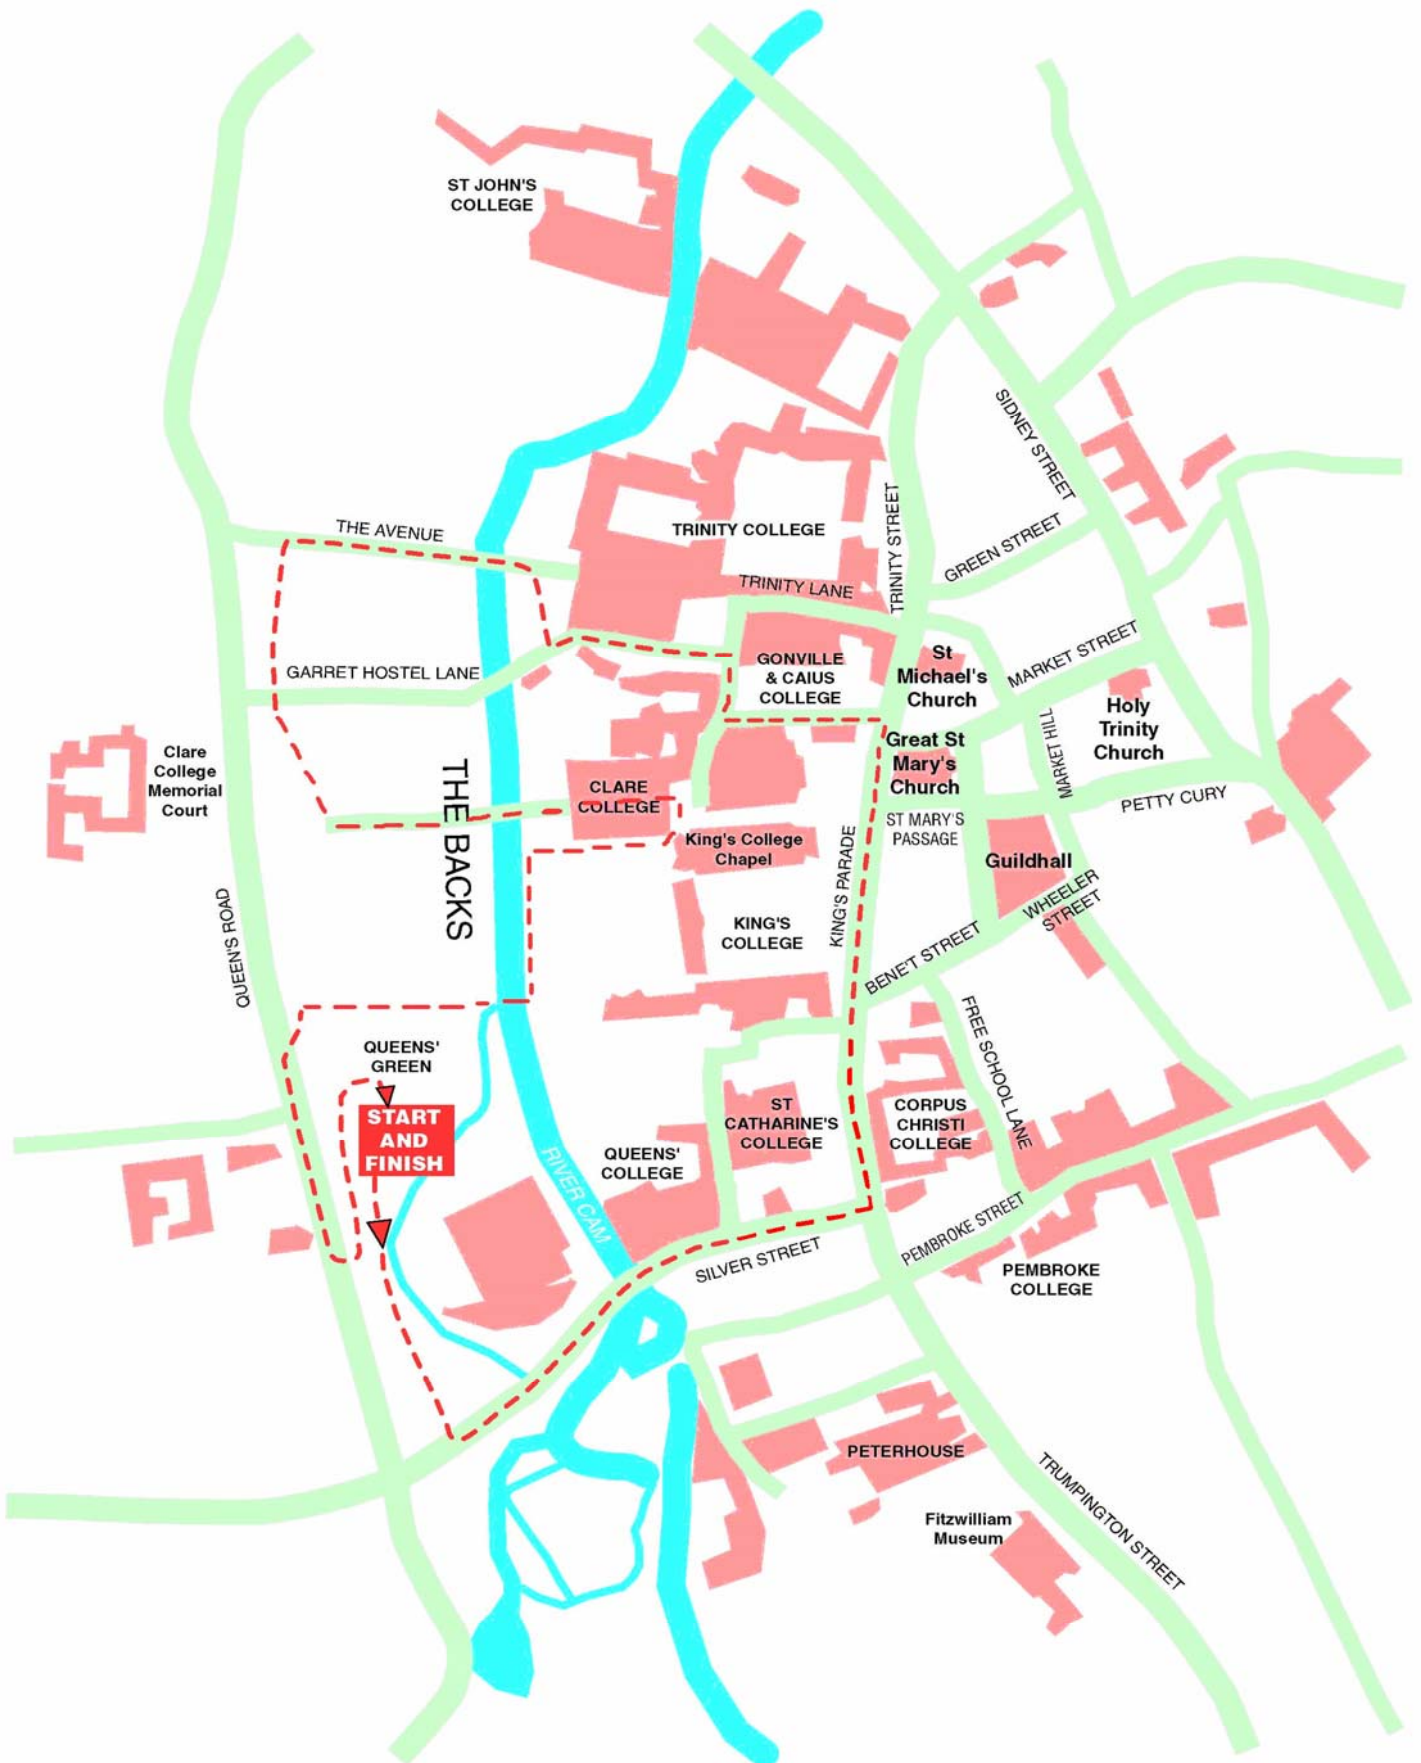 ST JOHN'S
COLLEGE
SIDNEY STREET
THE AVENUE
TRINITY COLLEGE
TRINITY STREET
GREEN STREET
TRINITY LANE
GARRET HOSTEL LANE
GONVILLE
& CAIUS
COLLEGE
St
Michael's
Church
MARKET STREET
Holy
Trinity
Church
MARKET HILL
Great St
Mary's
Church
Clare
College
Memorial
Court
THE BACKS
CLARE
COLLEGE
PETTY CURY
ST MARY'S
PASSAGE
King's College
Chapel
KING'S PARADE
Guildhall
WHEELER
STREET
QUEEN'S ROAD
KING'S
COLLEGE
BENE'T STREET
FREE SCHOOL LANE
QUEENS'
GREEN
START
AND
FINISH
ST
CATHARINE'S
COLLEGE
CORPUS
CHRISTI
COLLEGE
QUEENS'
COLLEGE
RIVER CAM
SILVER STREET
PEMBROKE STREET
PEMBROKE
COLLEGE
PETERHOUSE
Fitzwilliam
Museum
TRUMPINGTON STREET